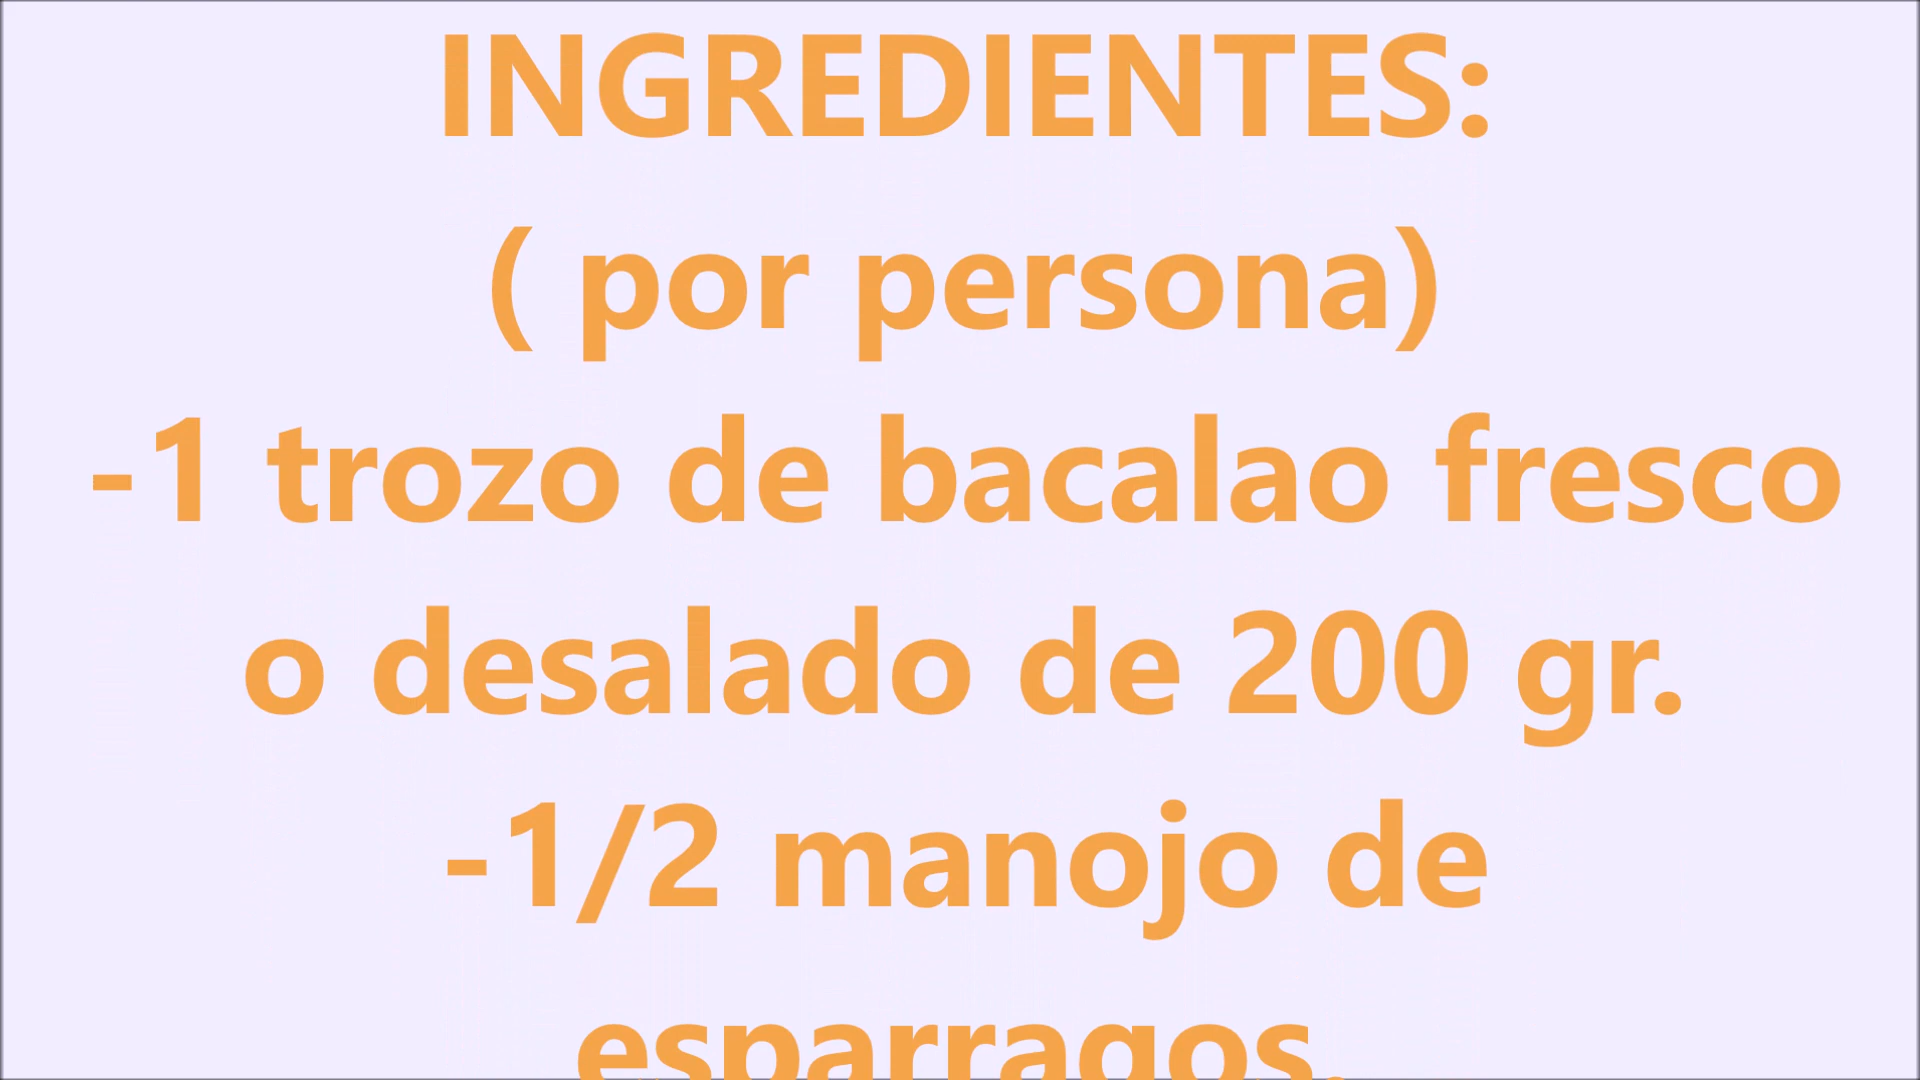 INGREDIENTES:
( por persona)
-1 trozo de bacalao fresco
o desalado de 200 gr.
-1/2 manojo de
esparragos.